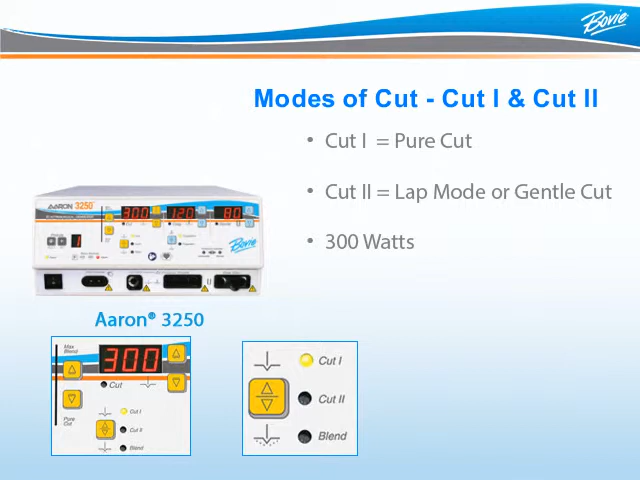 Bovie
Modes of Cut - Cut I & Cut II
• Cut I = Pure Cut
• Cut II = Lap Mode or Gentle Cut
• 300 Watts
AARON 3250
300
120
80
1
Bovie
Aaron® 3250
Max
Blend
300
Cut
Pure
Cut
Cut I
Cut II
Blend
Cut I
Cut II
Blend